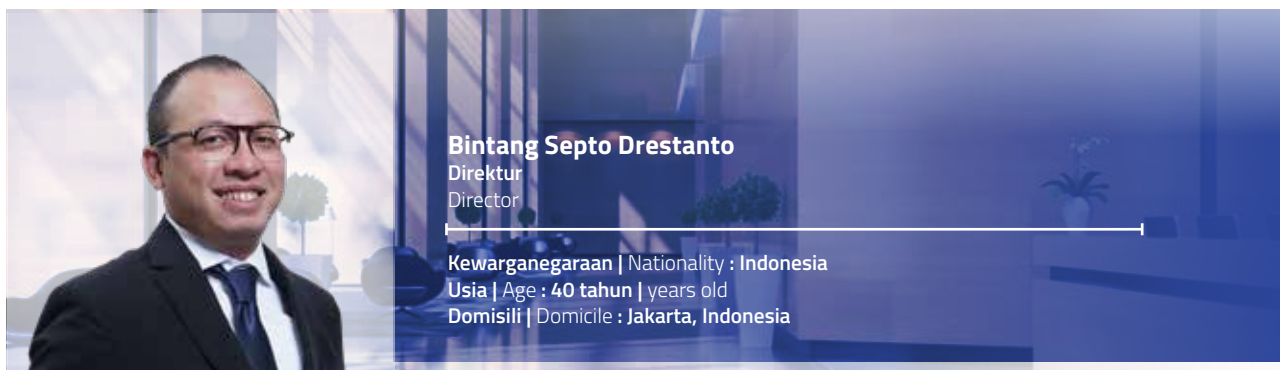 Bintang Septo Drestanto
Direktur
Director
Kewarganegaraan | Nationality : Indonesia
Usia | Age : 40 tahun | years old
Domisili | Domicile : Jakarta, Indonesia